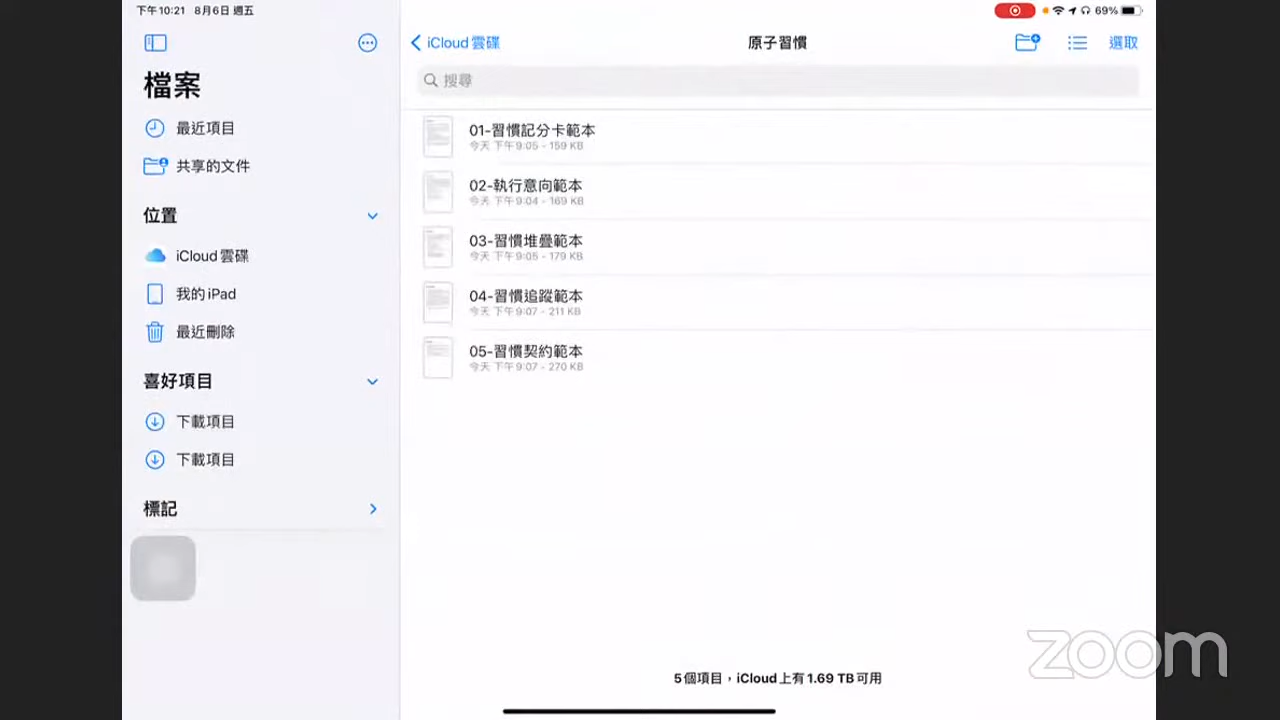 下午10:21 8月6日 週五
69%
檔案
最近項目
共享的文件
位置
iCloud 雲碟
我的 iPad
最近刪除
喜好項目
下載項目
下載項目
標記
iCloud 雲碟
原子習慣
選取
搜尋
01-習慣記分卡範本
今天 下午9:05 - 159 KB
02-執行意向範本
今天 下午9:04 - 169 KB
03-習慣堆疊範本
今天 下午9:05 - 179 KB
04-習慣追蹤範本
今天 下午9:07 - 211 KB
05-習慣契約範本
今天 下午9:07 - 270 KB
5 個項目，iCloud 上有 1.69 TB 可用
zoom